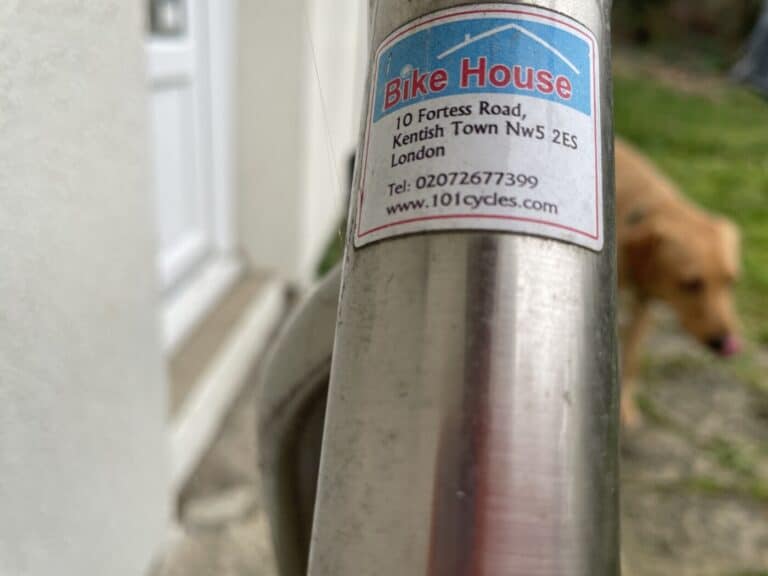 Bike House
10 Fortess Road,
Kentish Town Nw5 2ES
London
Tel: 02072677399
www.101cycles.com